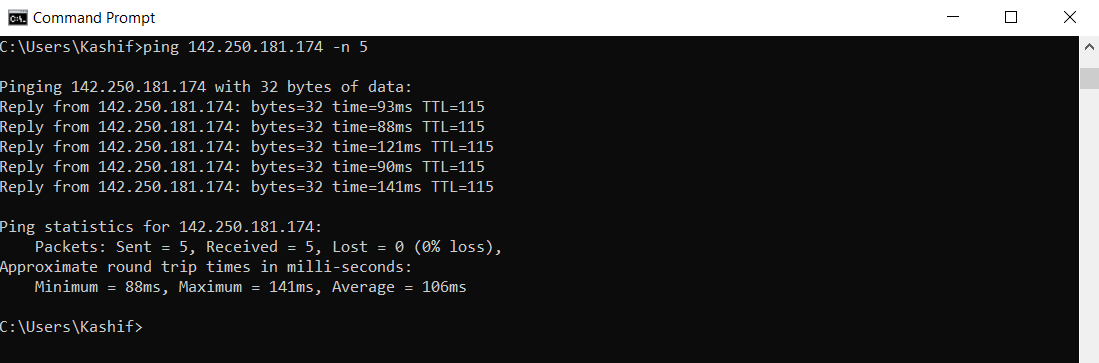 Command Prompt
C:\Users\Kashif>ping 142.250.181.174 -n 5
Pinging 142.250.181.174 with 32 bytes of data:
Reply from 142.250.181.174: bytes=32 time=93ms TTL=115
Reply from 142.250.181.174: bytes=32 time=88ms TTL=115
Reply from 142.250.181.174: bytes=32 time=121ms TTL=115
Reply from 142.250.181.174: bytes=32 time=90ms TTL=115
Reply from 142.250.181.174: bytes=32 time=141ms TTL=115
Ping statistics for 142.250.181.174:
    Packets: Sent = 5, Received = 5, Lost = 0 (0% loss),
Approximate round trip times in milli-seconds:
    Minimum = 88ms, Maximum = 141ms, Average = 106ms
C:\Users\Kashif>